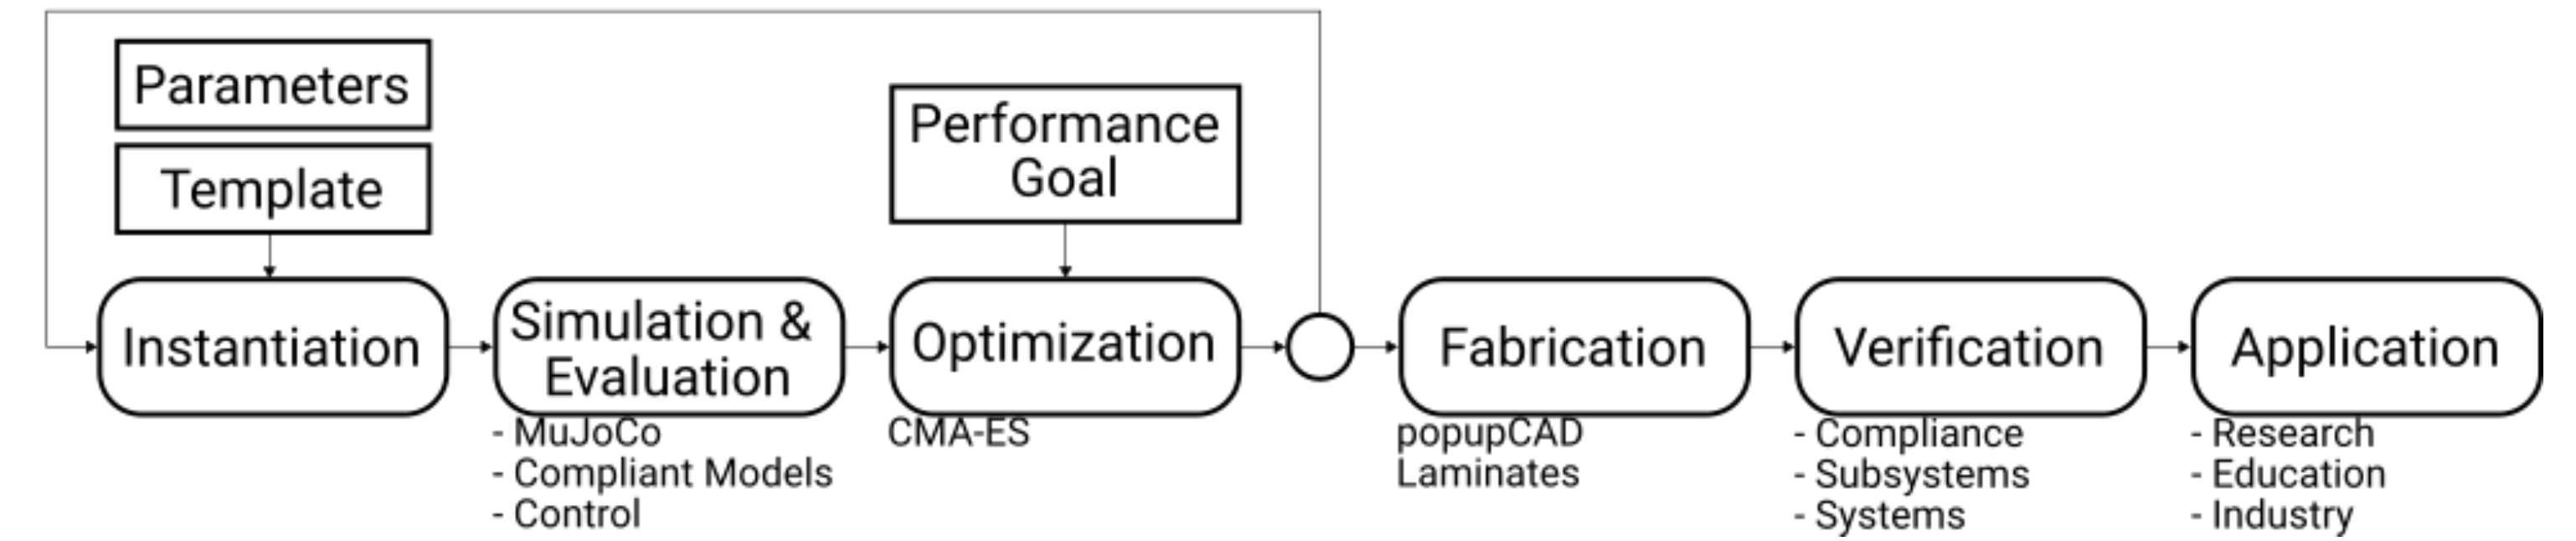 Parameters
Template
Performance
Goal
Instantiation
Simulation &
Evaluation
Optimization
Fabrication
Verification
Application
- MuJoCo
- Compliant Models
- Control
CMA-ES
popupCAD
Laminates
- Compliance
- Subsystems
- Systems
- Research
- Education
- Industry